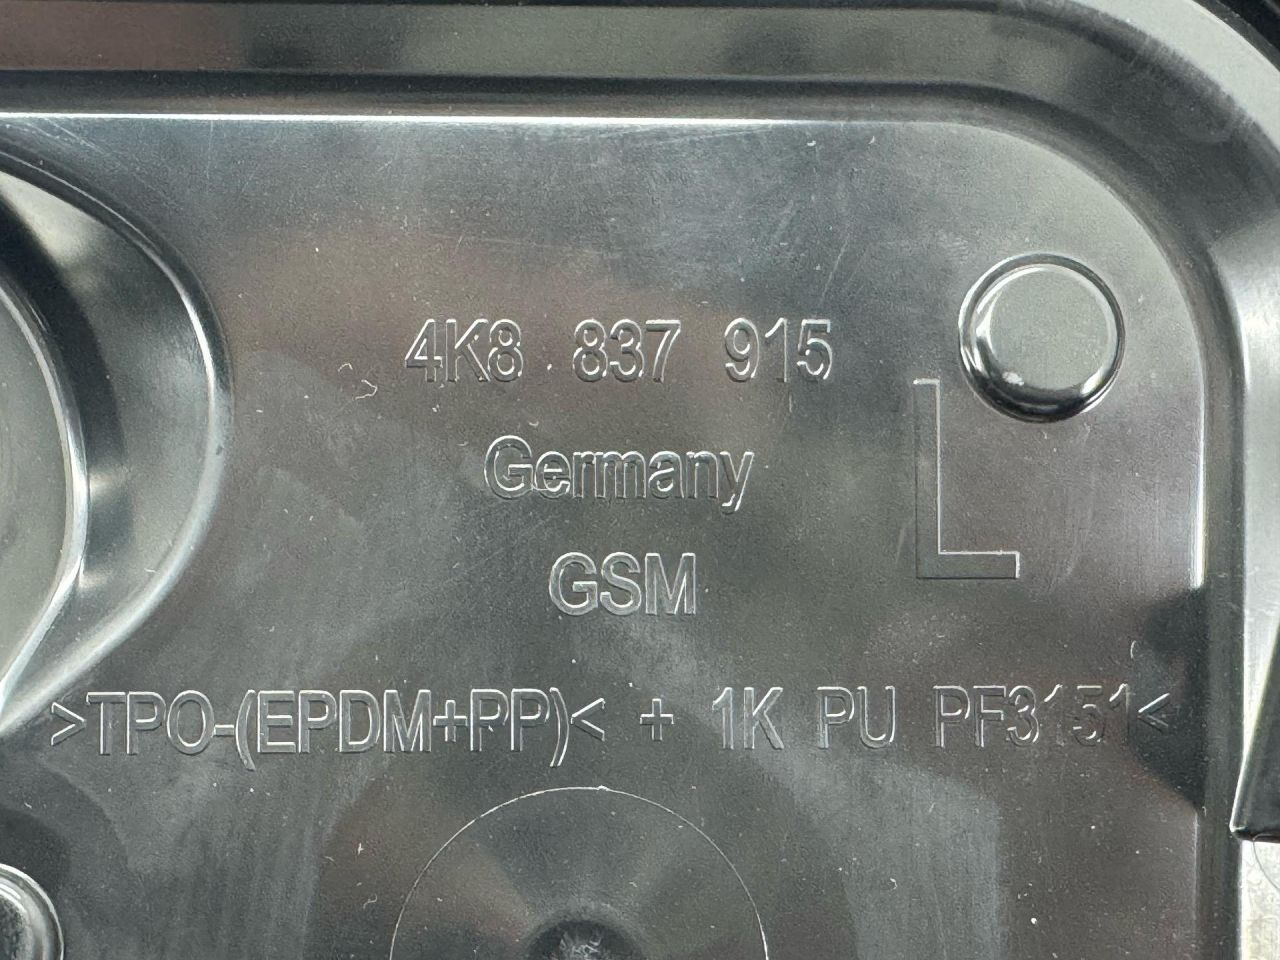 4K8 837 915
L
Germany
GSM
>TPO-(EPDM+PP)< + 1K PU PF3151<